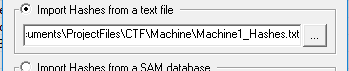 Import Hashes from a text file
uments\ProjectFiles\CTF\Machine\Machine1_Hashes.txt
...
Import Hashes from a SAM database